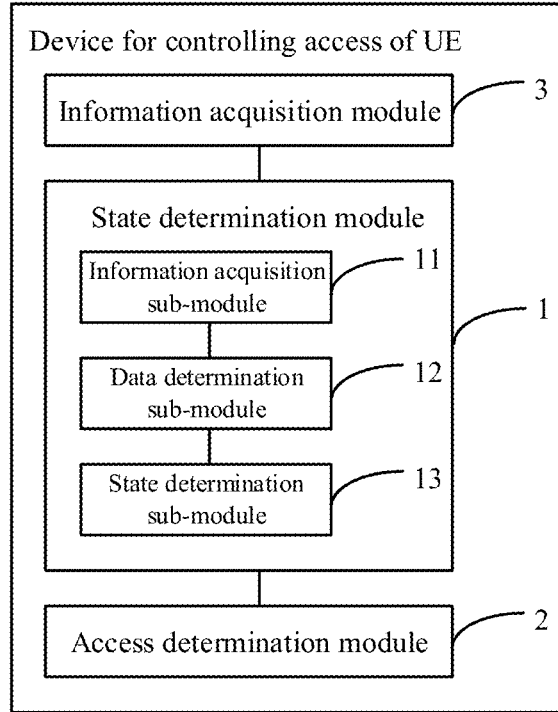 Device for controlling access of UE
Information acquisition module
3
State determination module
Information acquisition
sub-module
11
1
Data determination
sub-module
12
State determination
sub-module
13
Access determination module
2